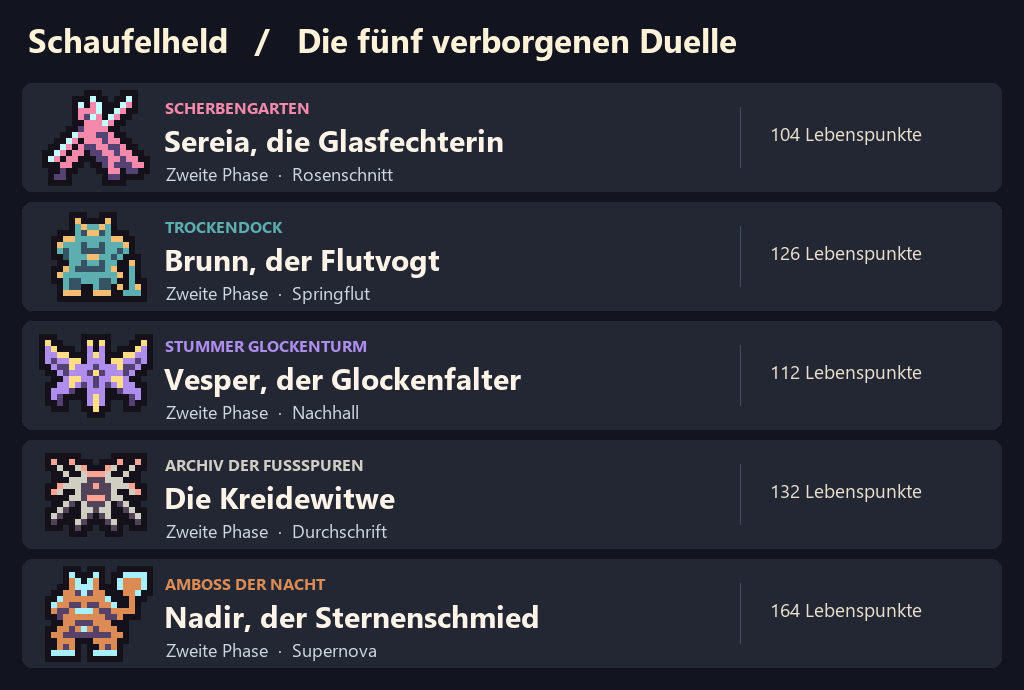 Schaufelheld / Die fünf verborgenen Duelle
SCHERBENGARTEN
Sereia, die Glasfechterin
Zweite Phase · Rosenschnitt
104 Lebenspunkte
TROCKENDOCK
Brunn, der Flutvogt
Zweite Phase · Springflut
126 Lebenspunkte
STUMMER GLOCKENTURM
Vesper, der Glockenfalter
Zweite Phase · Nachhall
112 Lebenspunkte
ARCHIV DER FUSSSPUREN
Die Kreidewitwe
Zweite Phase · Durchschrift
132 Lebenspunkte
AMBOSS DER NACHT
Nadir, der Sternenschmied
Zweite Phase · Supernova
164 Lebenspunkte